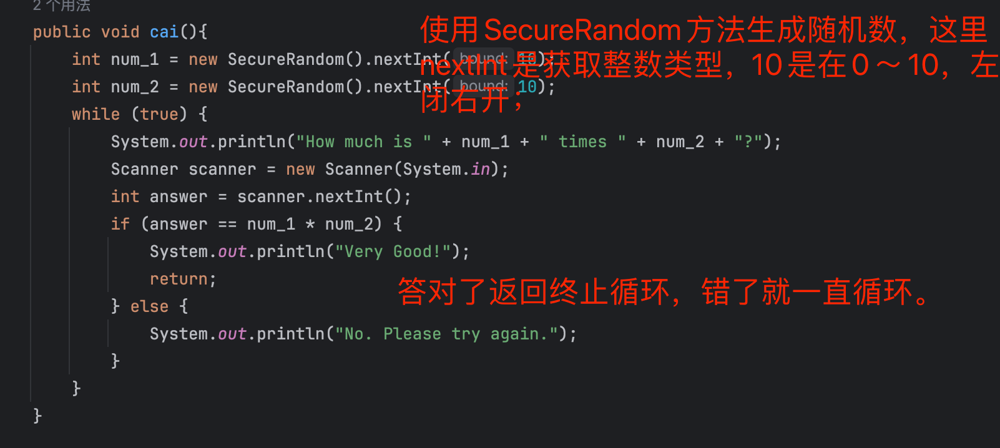 2 个用法
public void cai(){
使用SecureRandom方法生成随机数，这里
int num_1 = new SecureRandom().nextInt( bound: 10);
nextInt是获取整数类型，10是在0～10，左
int num_2 = new SecureRandom().nextInt( bound: 10);
闭右开；
while (true) {
System.out.println("How much is " + num_1 + " times " + num_2 + "?");
Scanner scanner = new Scanner(System.in);
int answer = scanner.nextInt();
if (answer == num_1 * num_2) {
System.out.println("Very Good!");
return;
答对了返回终止循环，错了就一直循环。
} else {
System.out.println("No. Please try again.");
}
}
}